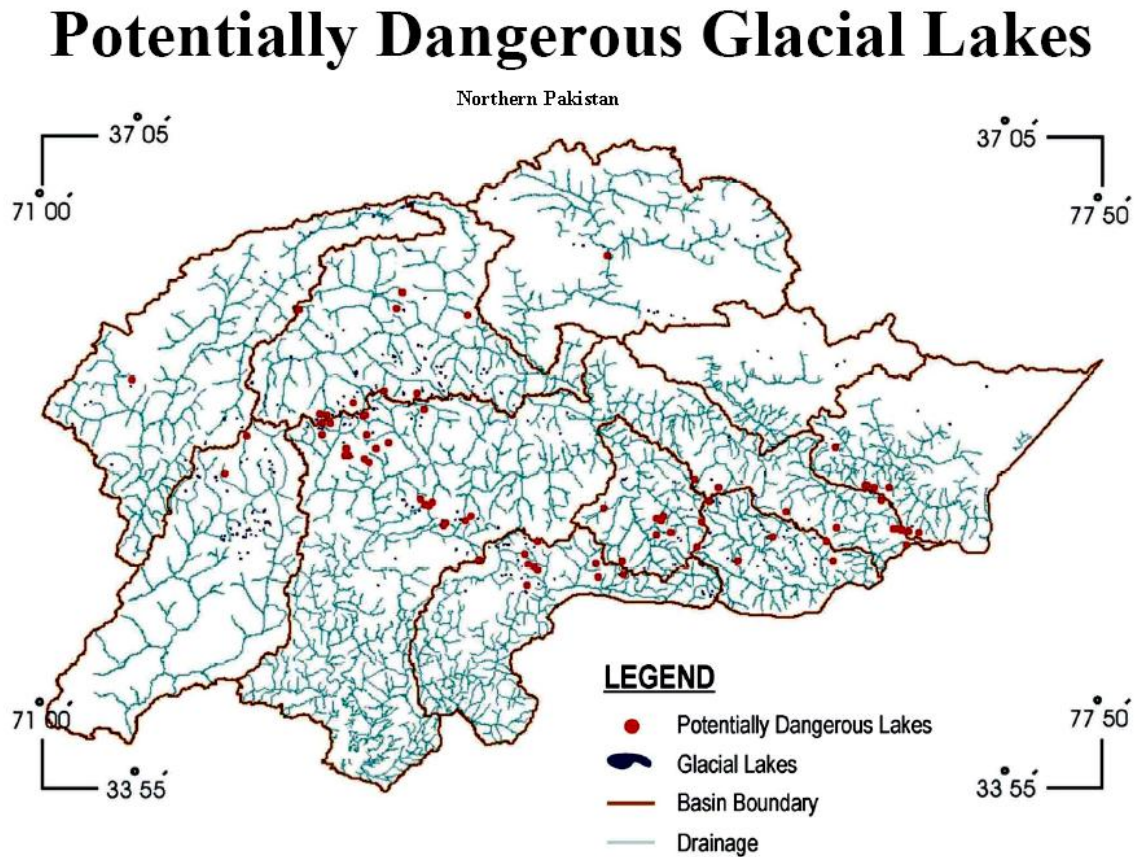 Potentially Dangerous Glacial Lakes
Northern Pakistan
37° 05´
37° 05´
71° 00´
77° 50´
71° 00´
77° 50´
33° 55´
33° 55´
LEGEND
Potentially Dangerous Lakes
Glacial Lakes
Basin Boundary
Drainage